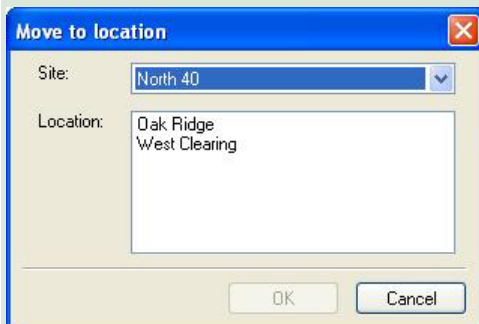 Move to location
Site:
North 40
Location:
Oak Ridge
West Clearing
OK
Cancel